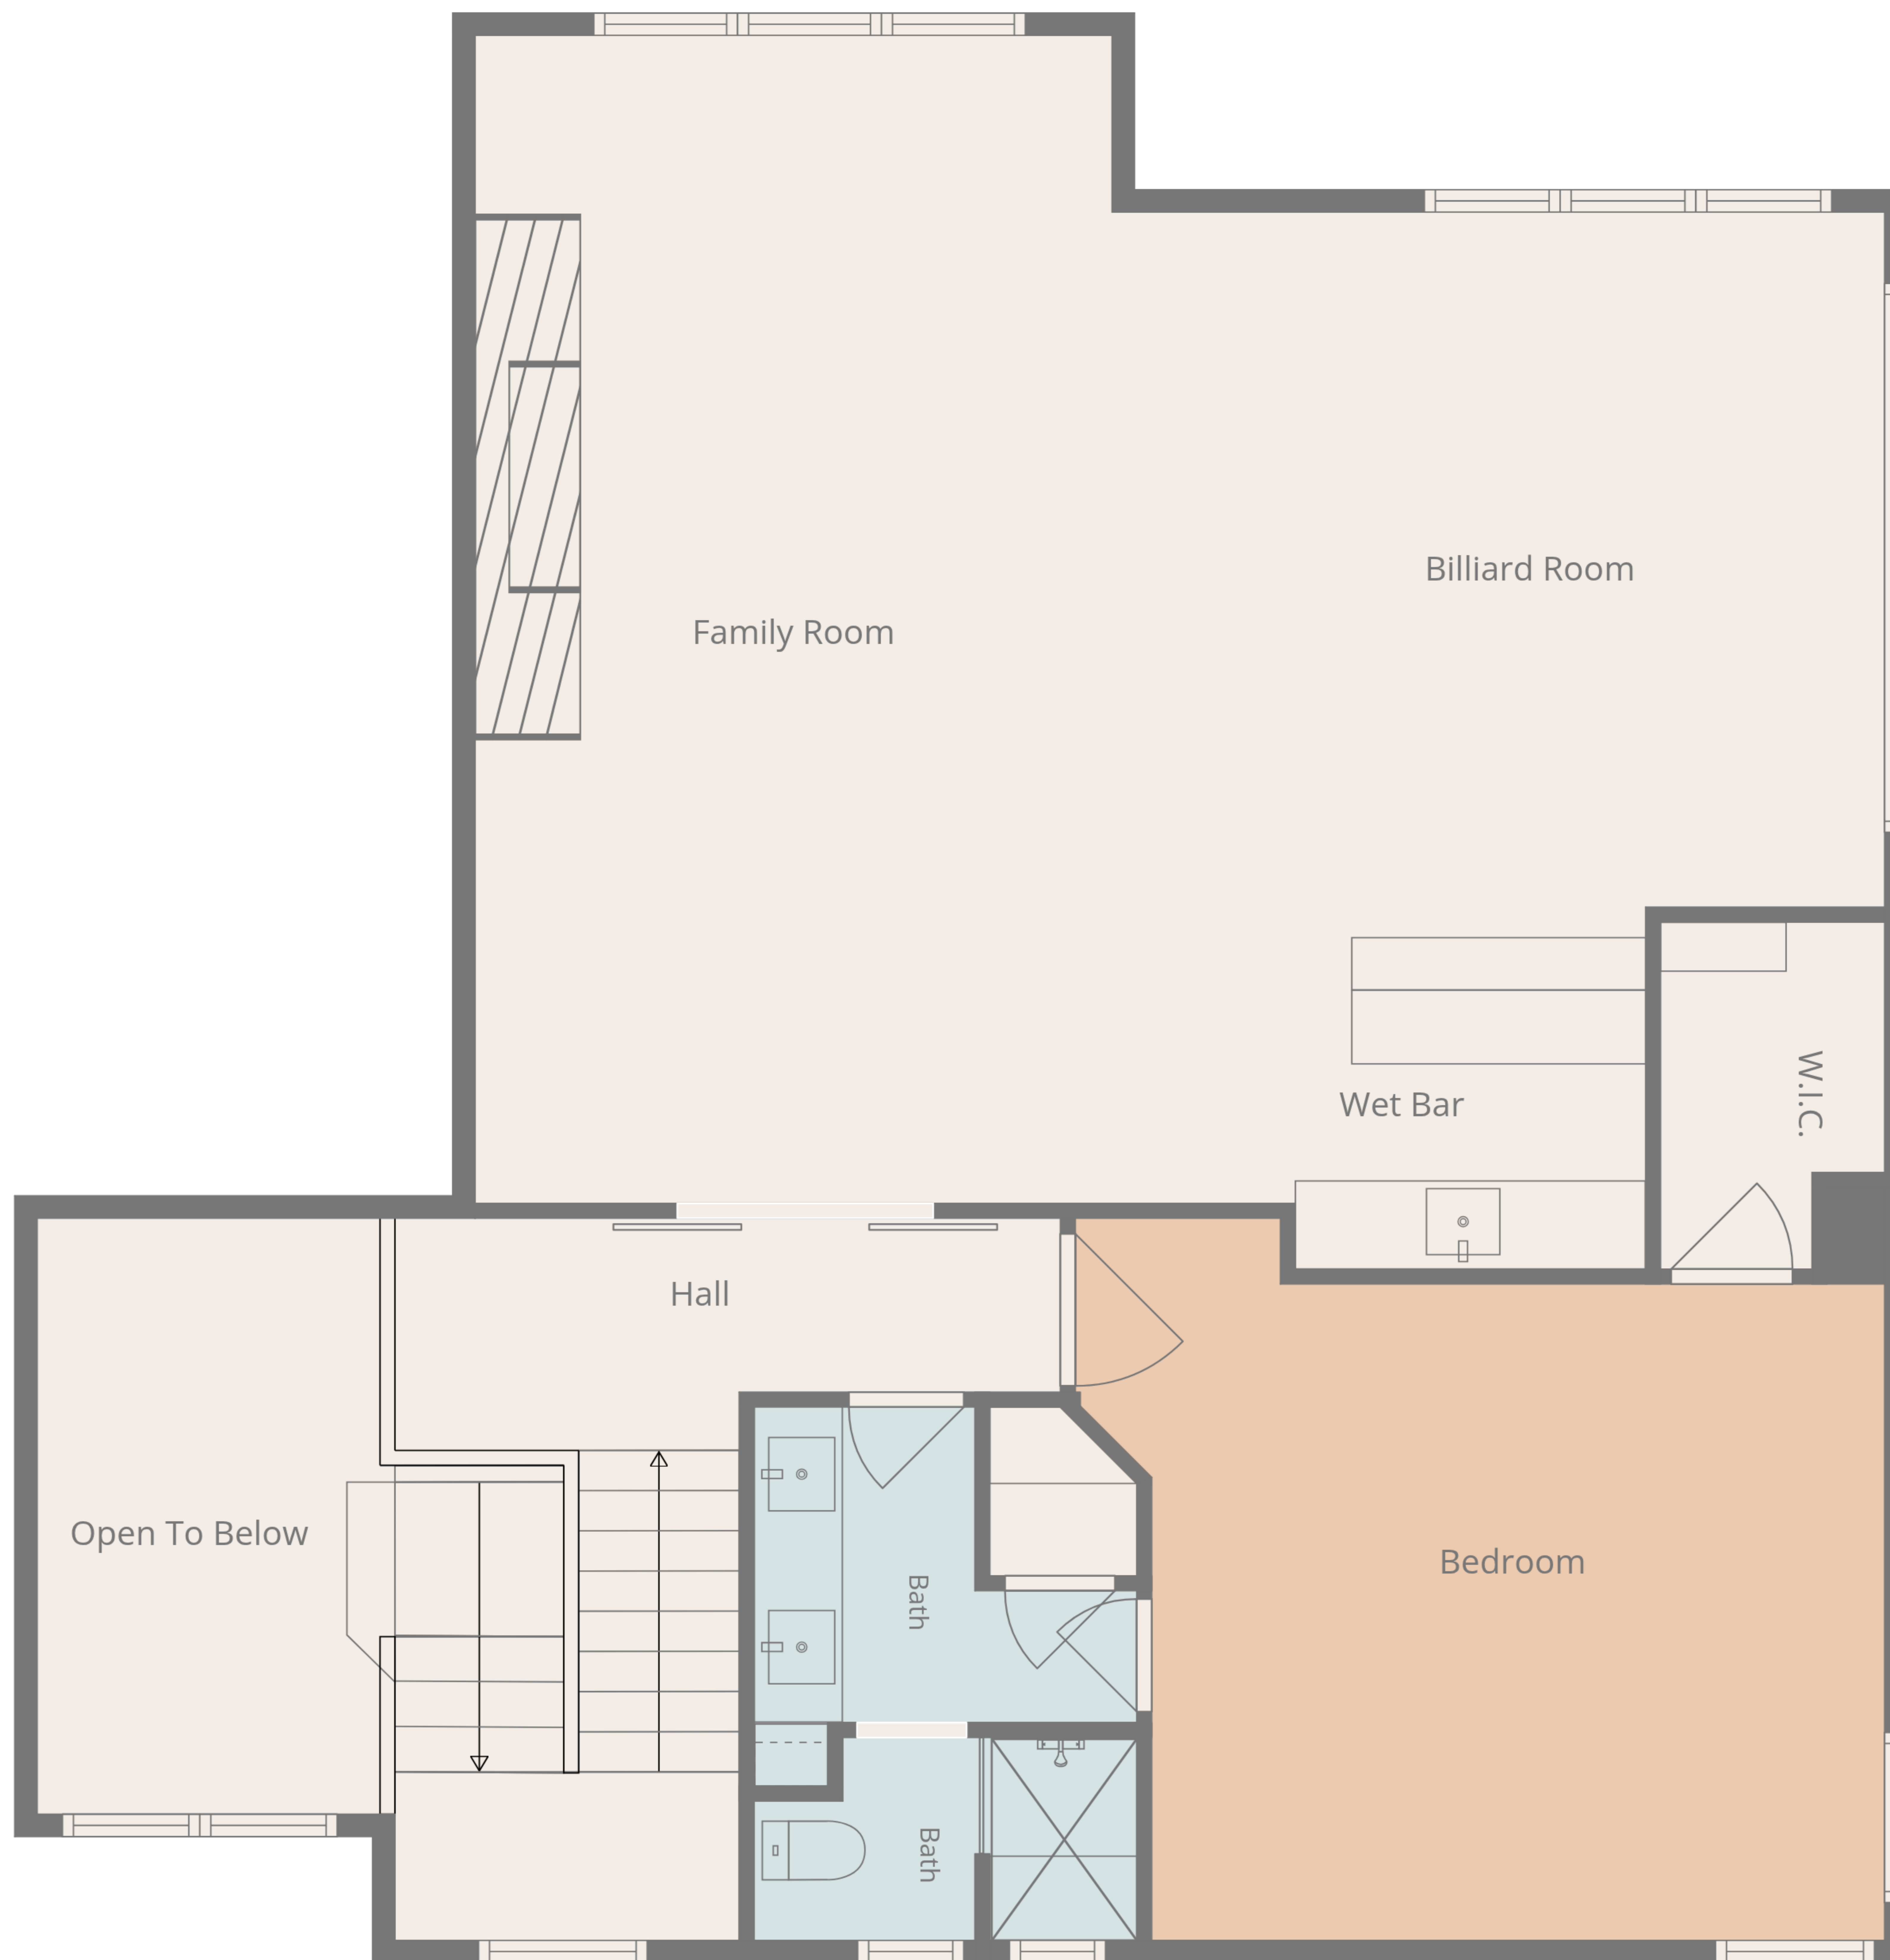 Billiard Room
Family Room
W.I.C.
Wet Bar
Hall
Open To Below
Bedroom
Bath
Bath